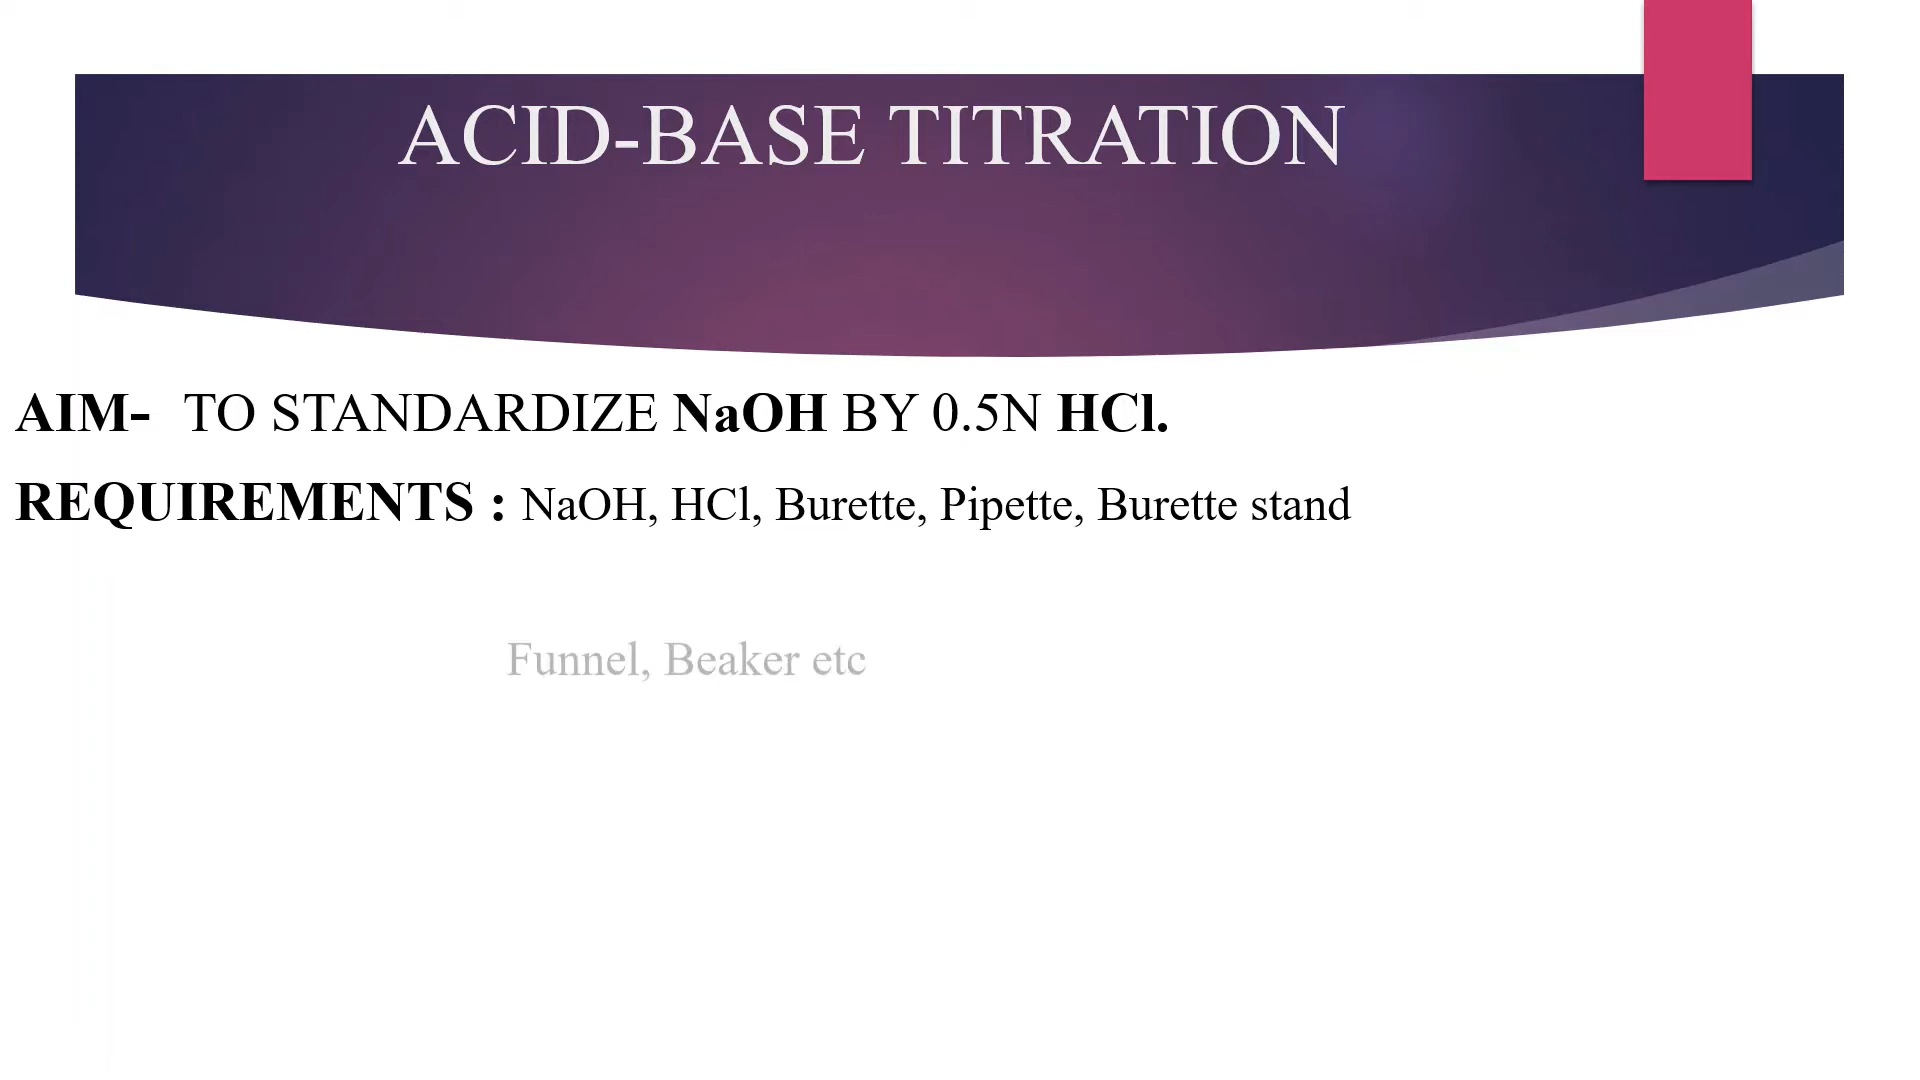 ACID-BASE TITRATION
AIM- TO STANDARDIZE NaOH BY 0.5N HCl.
REQUIREMENTS : NaOH, HCl, Burette, Pipette, Burette stand
Funnel, Beaker etc